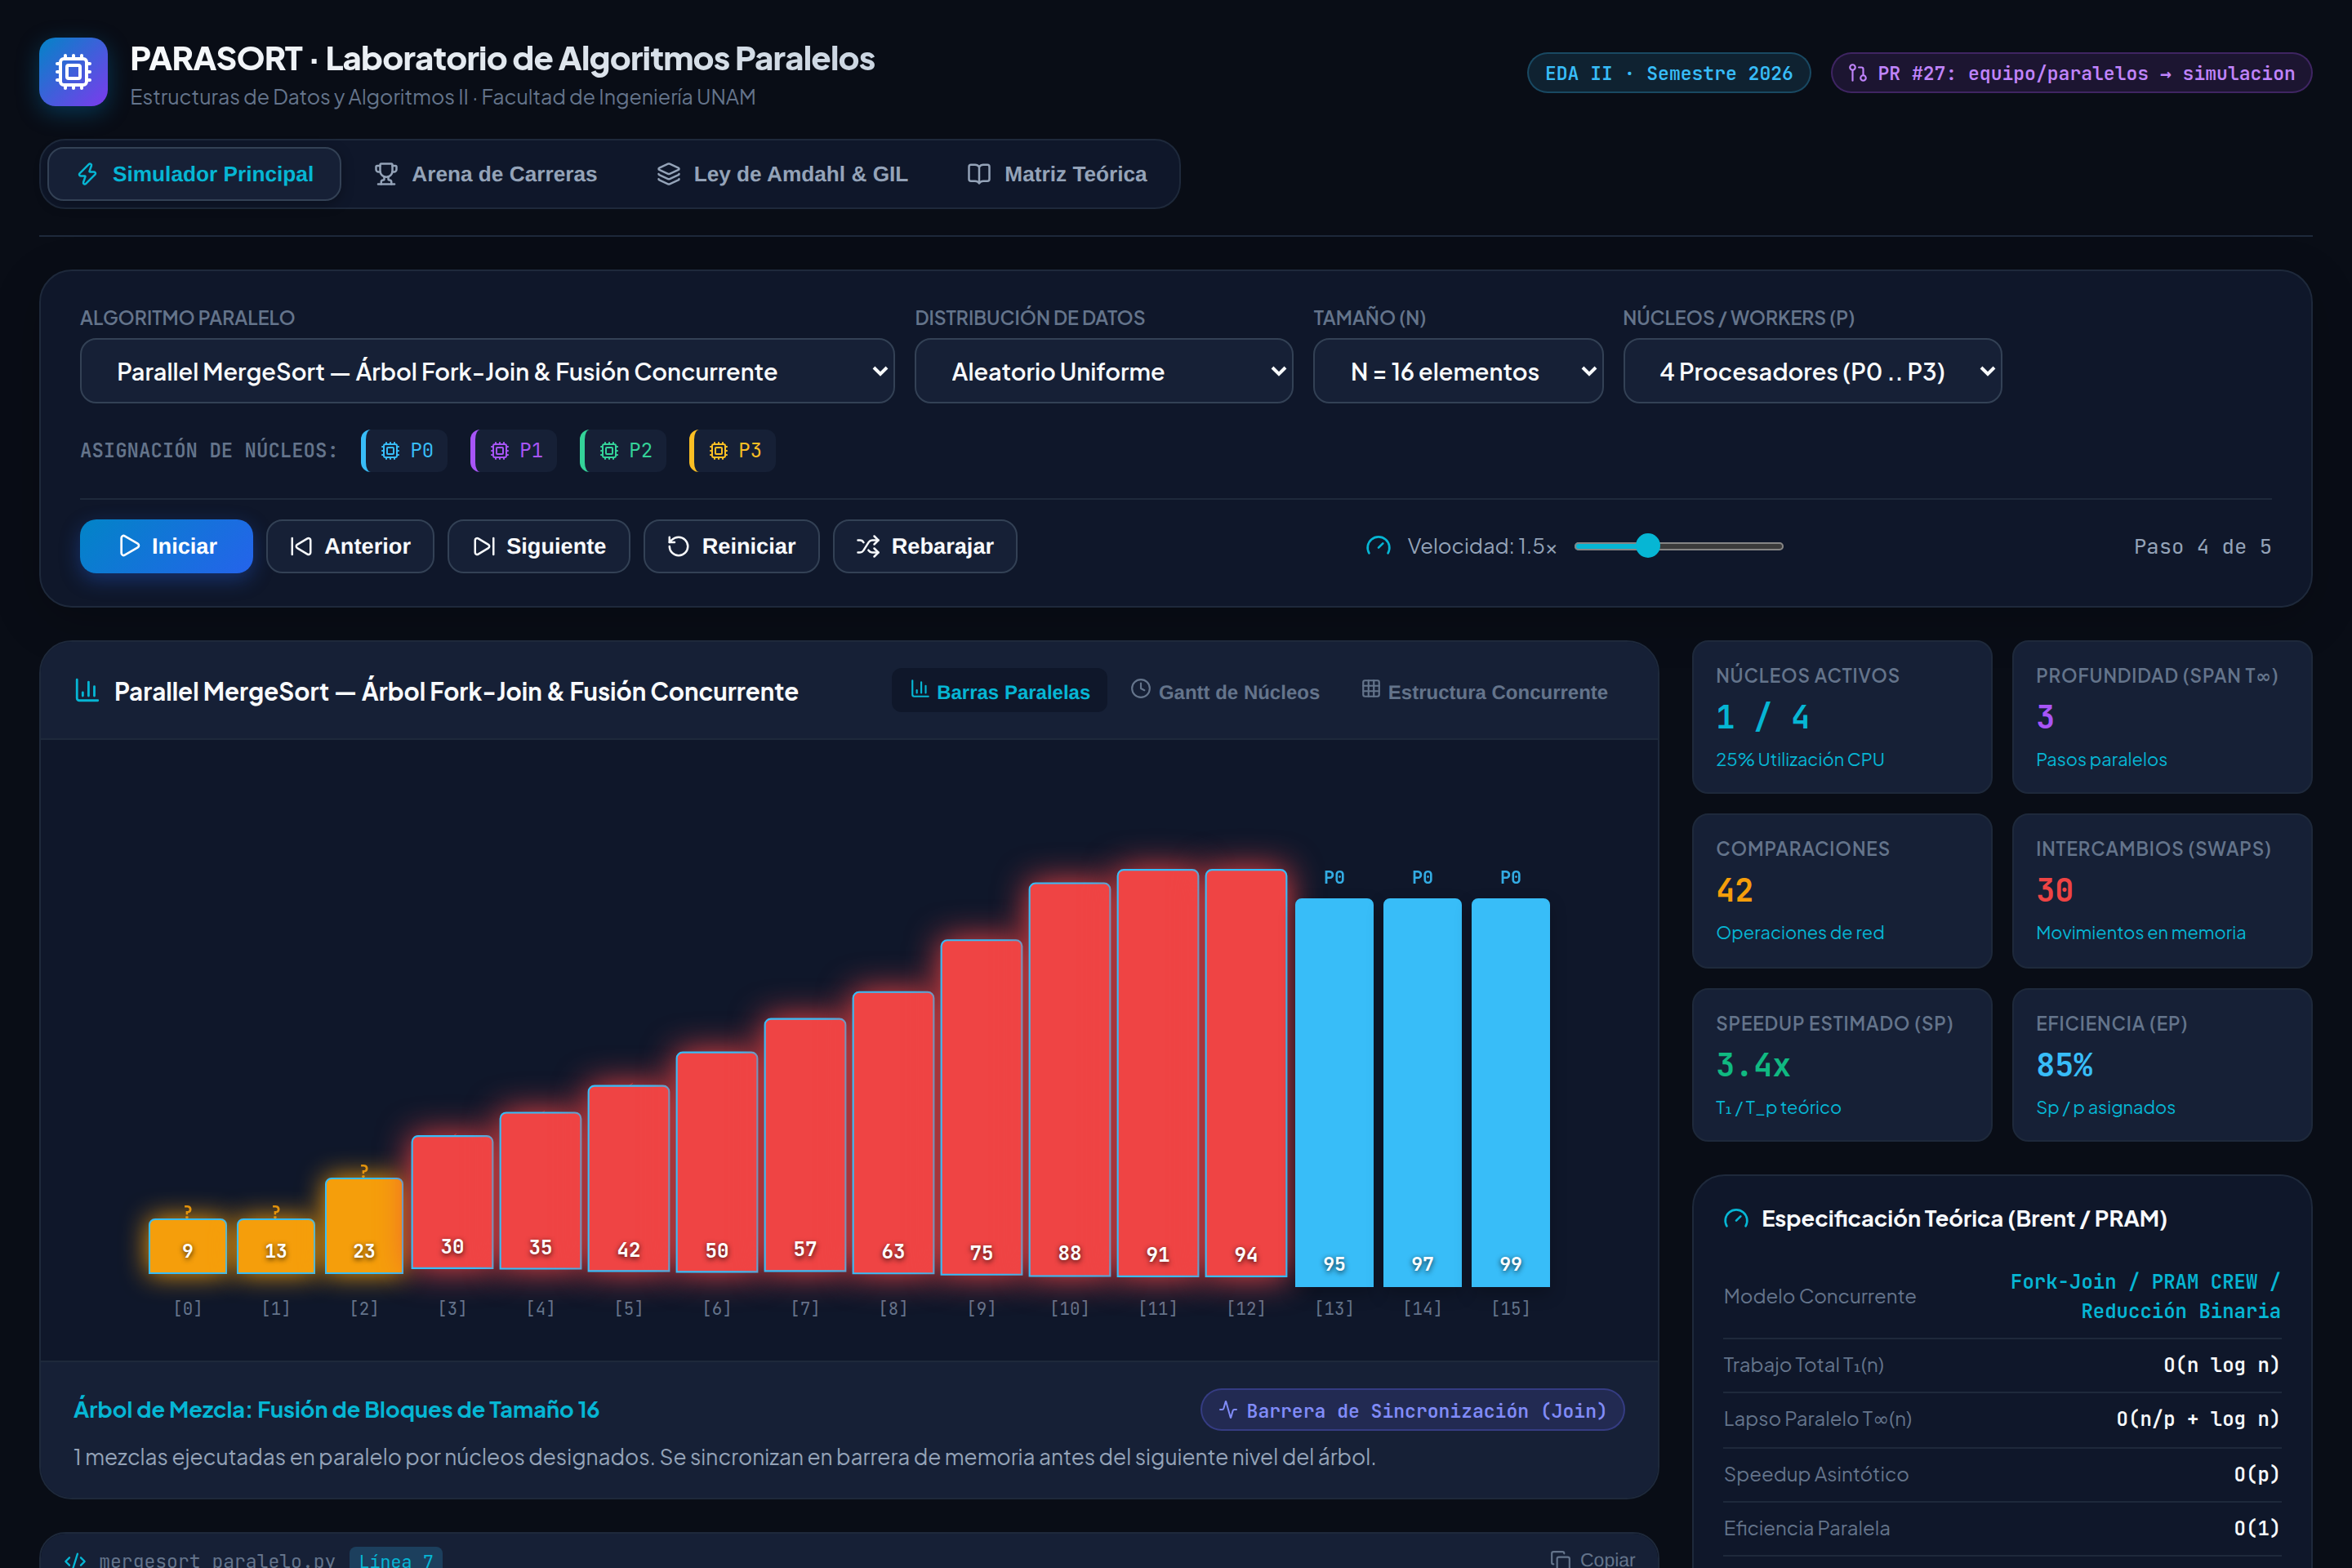 PARASORT · Laboratorio de Algoritmos Paralelos
Estructuras de Datos y Algoritmos II · Facultad de Ingeniería UNAM
EDA II · Semestre 2026
PR #27: equipo/paralelos → simulacion
Simulador Principal
Arena de Carreras
Ley de Amdahl & GIL
Matriz Teórica
ALGORITMO PARALELO
DISTRIBUCIÓN DE DATOS
TAMAÑO (N)
NÚCLEOS / WORKERS (P)
Parallel MergeSort — Árbol Fork-Join & Fusión Concurrente
Aleatorio Uniforme
N = 16 elementos
4 Procesadores (P0 .. P3)
ASIGNACIÓN DE NÚCLEOS:
P0
P1
P2
P3
Iniciar
Anterior
Siguiente
Reiniciar
Rebarajar
Velocidad: 1.5×
Paso 4 de 5
Parallel MergeSort — Árbol Fork-Join & Fusión Concurrente
Barras Paralelas
Gantt de Núcleos
Estructura Concurrente
P0 P0 P0
? ? ?
9 13 23 30 35 42 50 57 63 75 88 91 94 95 97 99
[0] [1] [2] [3] [4] [5] [6] [7] [8] [9] [10] [11] [12] [13] [14] [15]
Árbol de Mezcla: Fusión de Bloques de Tamaño 16
Barrera de Sincronización (Join)
1 mezclas ejecutadas en paralelo por núcleos designados. Se sincronizan en barrera de memoria antes del siguiente nivel del árbol.
mergesort_paralelo.py
Línea 7
Copiar
NÚCLEOS ACTIVOS
1 / 4
25% Utilización CPU
PROFUNDIDAD (SPAN T∞)
3
Pasos paralelos
COMPARACIONES
42
Operaciones de red
INTERCAMBIOS (SWAPS)
30
Movimientos en memoria
SPEEDUP ESTIMADO (SP)
3.4x
T₁ / T_p teórico
EFICIENCIA (EP)
85%
Sp / p asignados
Especificación Teórica (Brent / PRAM)
Modelo Concurrente
Fork-Join / PRAM CREW /
Reducción Binaria
Trabajo Total T₁(n)
O(n log n)
Lapso Paralelo T∞(n)
O(n/p + log n)
Speedup Asintótico
O(p)
Eficiencia Paralela
O(1)